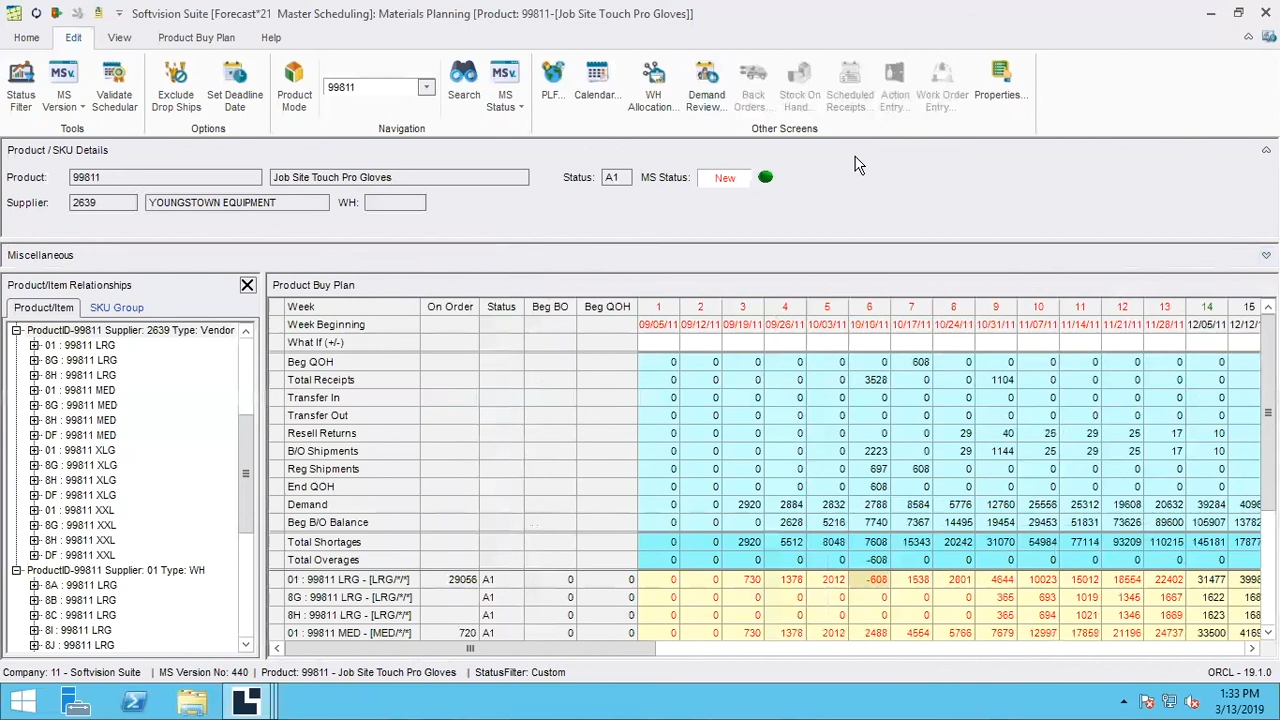 Softvision Suite [Forecast*21 Master Scheduling]: Materials Planning [Product: 99811-[Job Site Touch Pro Gloves]]
Home Edit View Product Buy Plan Help
Status Filter MS Version Validate Scheduler Exclude Drop Ships Set Deadline Date Product Mode 99811 Search MS Status PLF... Calendar... WH Allocation... Demand Review... Back Orders... Stock On Hand... Scheduled Receipts... Action Entry... Work Order Entry... Properties...
Tools Options Navigation Other Screens
Product / SKU Details
Product: 99811 Job Site Touch Pro Gloves Status: A1 MS Status: New
Supplier: 2639 YOUNGSTOWN EQUIPMENT WH:
Miscellaneous
Product/Item Relationships
Product/Item SKU Group
ProductID-99811 Supplier: 2639 Type: Vendor
01 : 99811 LRG
8G : 99811 LRG
8H : 99811 LRG
01 : 99811 MED
8G : 99811 MED
8H : 99811 MED
DF : 99811 MED
01 : 99811 XLG
8G : 99811 XLG
8H : 99811 XLG
DF : 99811 XLG
01 : 99811 XXL
8G : 99811 XXL
8H : 99811 XXL
DF : 99811 XXL
ProductID-99811 Supplier: 01 Type: WH
8A : 99811 LRG
8B : 99811 LRG
8C : 99811 LRG
8I : 99811 LRG
8J : 99811 LRG
Product Buy Plan
Week On Order Status Beg BO Beg QOH 1 2 3 4 5 6 7 8 9 10 11 12 13 14 15
Week Beginning 09/05/11 09/12/11 09/19/11 09/26/11 10/03/11 10/10/11 10/17/11 10/24/11 10/31/11 11/07/11 11/14/11 11/21/11 11/28/11 12/05/11 12/12/
What If (+/-)
Beg QOH 0 0 0 0 0 0 608 0 0 0 0 0 0 0
Total Receipts 0 0 0 0 0 3528 0 0 1104 0 0 0 0 0
Transfer In 0 0 0 0 0 0 0 0 0 0 0 0 0 0
Transfer Out 0 0 0 0 0 0 0 0 0 0 0 0 0 0
Resell Returns 0 0 0 0 0 0 0 29 40 25 29 25 17 10
B/O Shipments 0 0 0 0 0 2223 0 29 1144 25 29 25 17 10
Reg Shipments 0 0 0 0 0 697 608 0 0 0 0 0 0 0
End QOH 0 0 0 0 0 608 0 0 0 0 0 0 0 0
Demand 0 0 2920 2884 2832 2788 8584 5776 12760 25556 25312 19608 20632 39284 4096
Beg B/O Balance 0 0 0 2628 5216 7740 7367 14495 19454 29453 51831 73626 89600 105907 13782
Total Shortages 0 0 2920 5512 8048 7608 15343 20242 31070 54984 77114 93209 110215 145181 17877
Total Overages 0 0 0 0 0 -608 0 0 0 0 0 0 0 0
01 : 99811 LRG - [LRG/*/*] 29056 A1 0 0 0 0 730 1378 2012 -608 1538 2801 4644 10023 15012 18554 22402 31477 3998
8G : 99811 LRG - [LRG/*/*] A1 0 0 0 0 0 0 0 0 0 0 365 693 1019 1346 1669 1622 168
8H : 99811 LRG - [LRG/*/*] A1 0 0 0 0 0 0 0 0 0 0 365 694 1021 1346 1667 1623 168
01 : 99811 MED - [MED/*/*] 720 A1 0 0 0 0 730 1378 2012 2488 4554 5766 7679 12997 17859 21196 24737 33500 4169
Company: 11 - Softvision Suite | MS Version No: 440 | Product: 99811 - Job Site Touch Pro Gloves | StatusFilter: Custom ORCL - 19.1.0
1:33 PM
3/13/2019